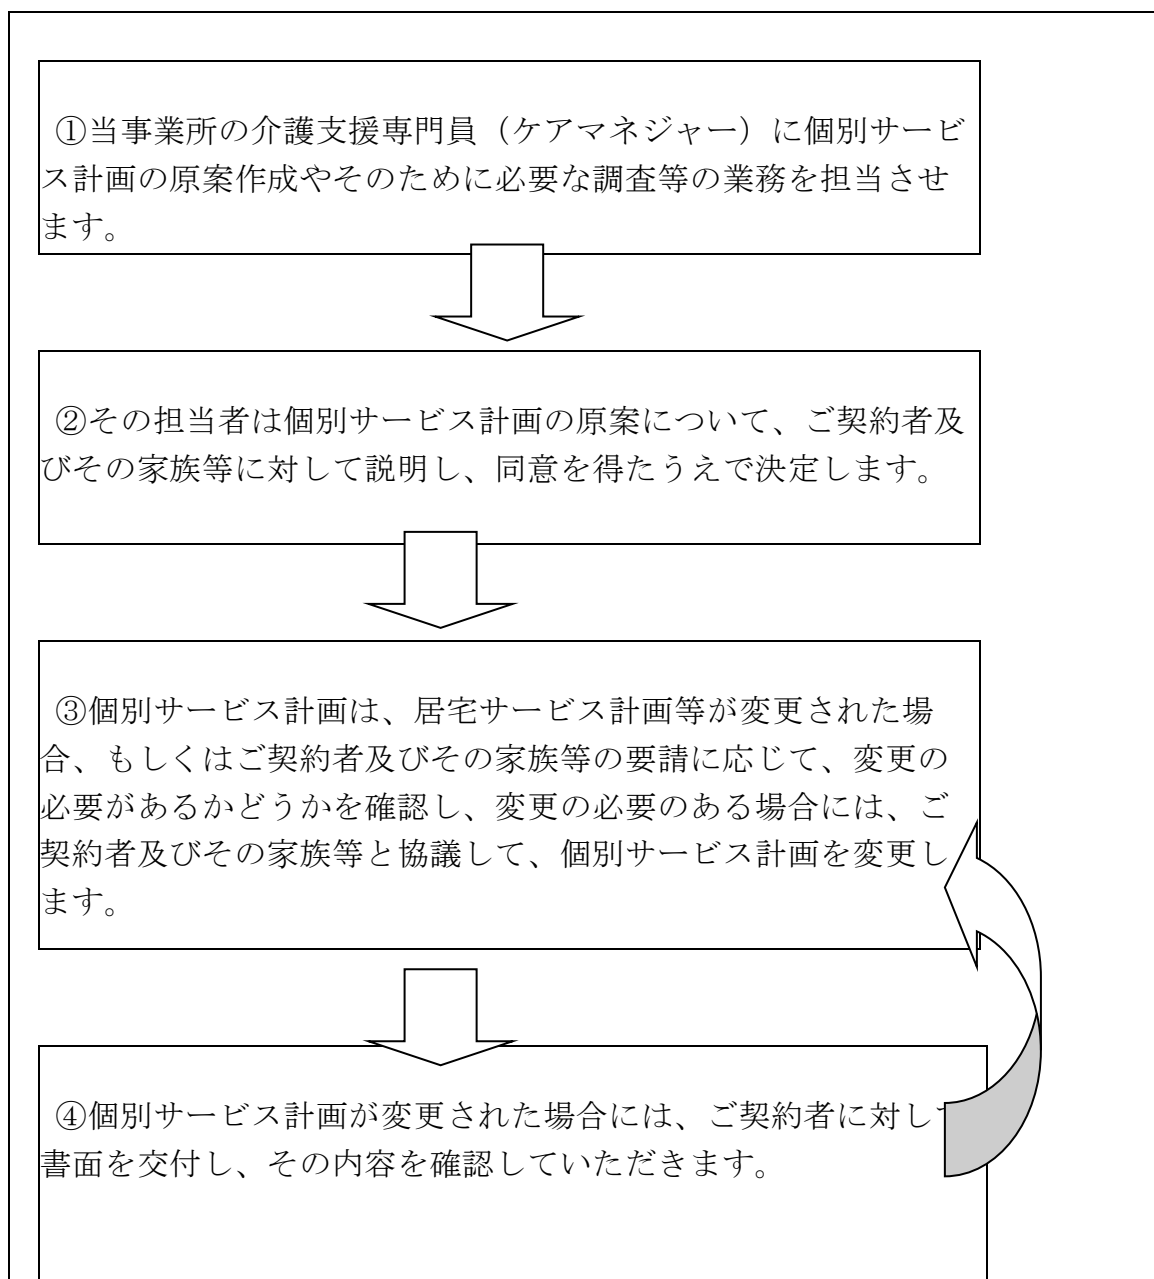 ①当事業所の介護支援専門員（ケアマネジャー）に個別サービ
ス計画の原案作成やそのために必要な調査等の業務を担当させ
ます。
②その担当者は個別サービス計画の原案について、ご契約者及
びその家族等に対して説明し、同意を得たうえで決定します。
③個別サービス計画は、居宅サービス計画等が変更された場
合、もしくはご契約者及びその家族等の要請に応じて、変更の
必要があるかどうかを確認し、変更の必要のある場合には、ご
契約者及びその家族等と協議して、個別サービス計画を変更し
ます。
④個別サービス計画が変更された場合には、ご契約者に対して
書面を交付し、その内容を確認していただきます。